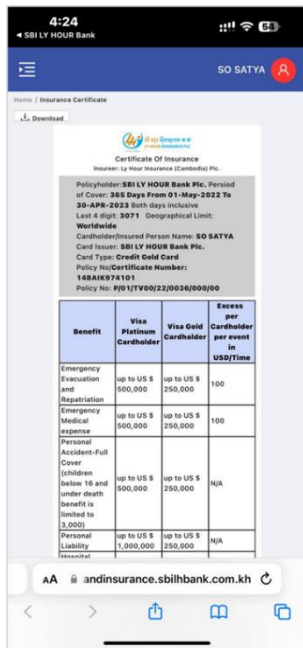 4:24
54
◀ SBI LY HOUR Bank
SO SATYA
Home / Insurance Certificate
Download
Certificate Of Insurance
Insurer: Ly Hour Insurance (Cambodia) Plc.
Policyholder:SBI LY HOUR Bank Plc. Persiod
of Cover: 365 Days From 01-May-2022 To
30-APR-2023 Both days inclusive
Last 4 digit: 3071 Geographical Limit:
Worldwide
Cardholder/Insured Person Name: SO SATYA
Card Issuer: SBI LY HOUR Bank Plc.
Card Type: Credit Gold Card
Policy No/Certificate Number:
14BAIK974101
Policy No: P/01/TV00/22/0036/000/00
Benefit
Visa
Platinum
Cardholder
Visa Gold
Cardholder
Excess
per
Cardholder
per event
in
USD/Time
Emergency
Evacuation
and
Repatriation
up to US $
500,000
up to US $
250,000
100
Emergency
Medical
expense
up to US $
500,000
up to US $
250,000
100
Personal
Accident-Full
Cover
(children
below 16 and
under death
benefit is
limited to
3,000)
up to US $
500,000
up to US $
250,000
N/A
Personal
Liability
up to US $
1,000,000
up to US $
250,000
N/A
Hospital
AA andinsurance.sbilhbank.com.kh